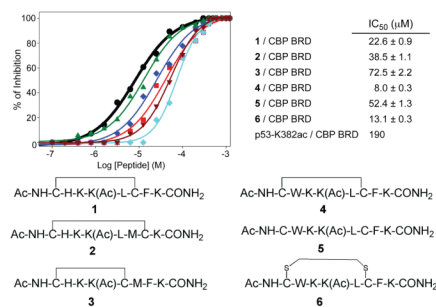 IC50 (μM)
1 / CBP BRD 22.6 ± 0.9
2 / CBP BRD 38.5 ± 1.1
3 / CBP BRD 72.5 ± 2.2
4 / CBP BRD 8.0 ± 0.3
5 / CBP BRD 52.4 ± 1.3
6 / CBP BRD 13.1 ± 0.3
p53-K382ac / CBP BRD 190
% of Inhibition
100
80
60
40
20
0
-7 -6 -5 -4 -3
Log [Peptide] (M)
Ac-NH-C-H-K-K(Ac)-L-C-F-K-CONH2
1
Ac-NH-C-H-K-K(Ac)-L-M-C-K-CONH2
2
Ac-NH-C-H-K-K(Ac)-C-M-F-K-CONH2
3
Ac-NH-C-W-K-K(Ac)-L-C-F-K-CONH2
4
Ac-NH-C-W-K-K(Ac)-L-C-F-K-CONH2
5
S S
Ac-NH-C-W-K-K(Ac)-L-C-F-K-CONH2
6